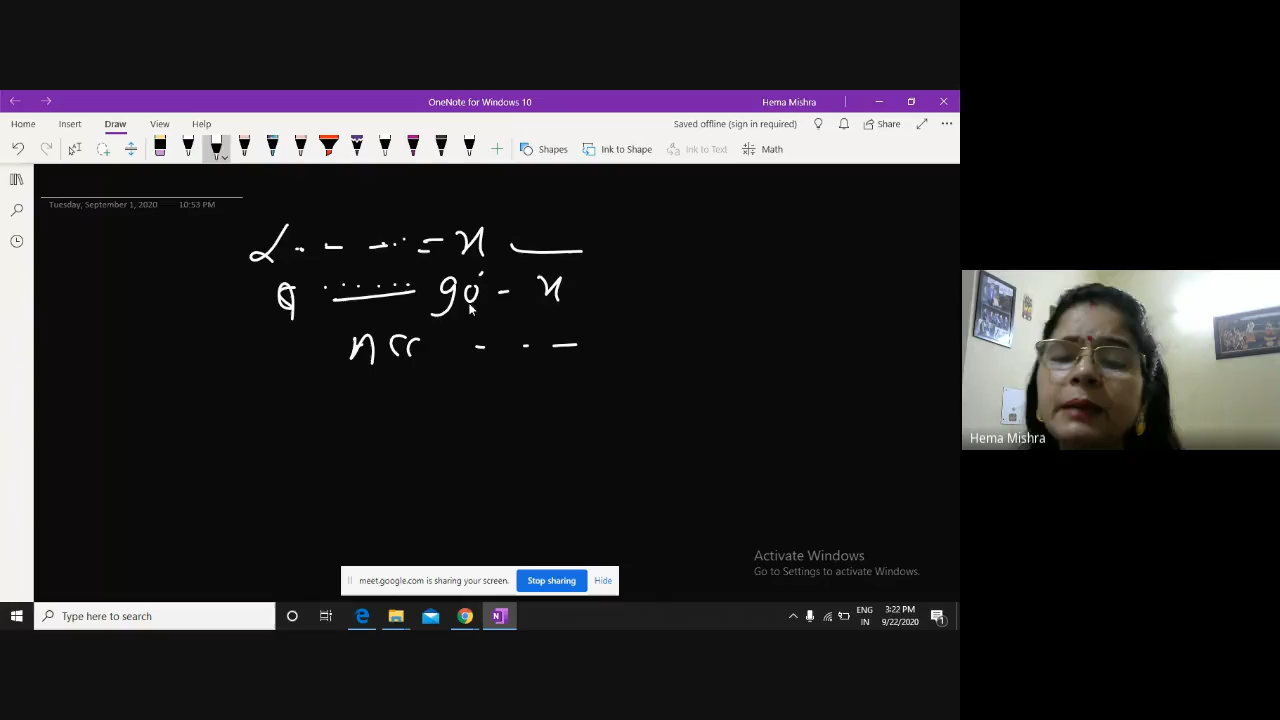 OneNote for Windows 10
Hema Mishra
Home Insert Draw View Help
Saved offline (sign in required)
Share
Shapes
Ink to Shape
Ink to Text
Math
Tuesday, September 1, 2020 10:53 PM
= x
90 - x
Hema Mishra
Activate Windows
Go to Settings to activate Windows.
meet.google.com is sharing your screen.
Stop sharing
Hide
Type here to search
ENG
IN
3:22 PM
9/22/2020
1